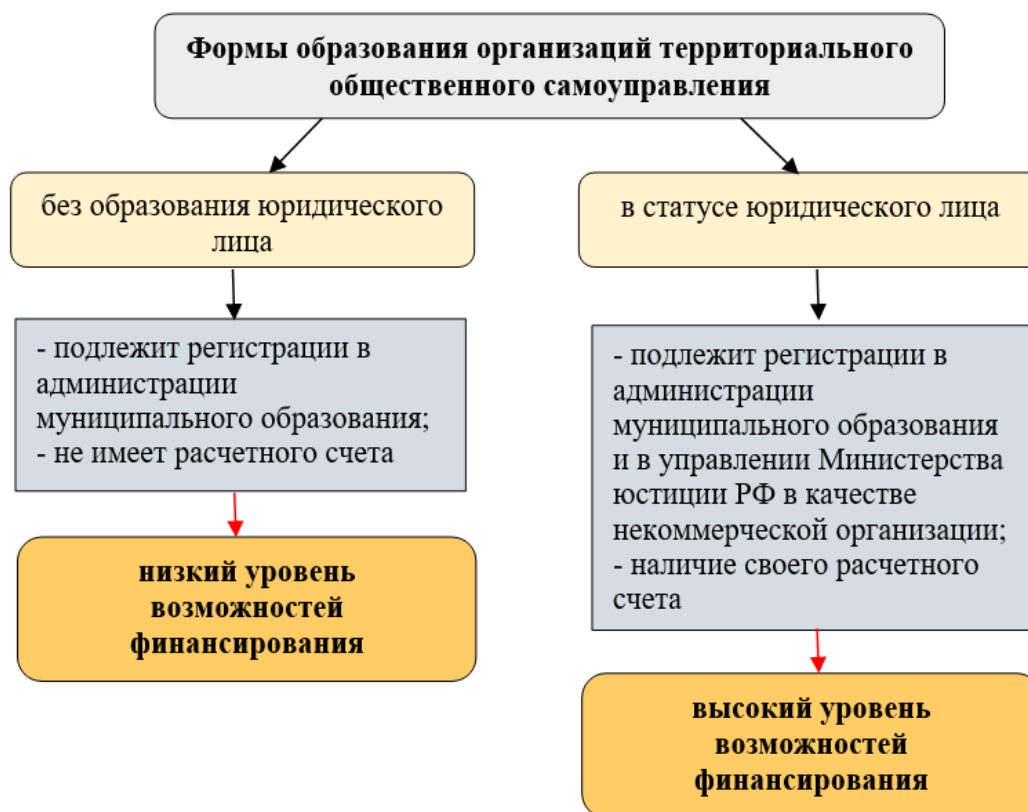 Формы образования организаций территориального
общественного самоуправления
без образования юридического
лица
- подлежит регистрации в
администрации
муниципального образования;
- не имеет расчетного счета
низкий уровень
возможностей
финансирования
в статусе юридического лица
- подлежит регистрации в
администрации
муниципального образования
и в управлении Министерства
юстиции РФ в качестве
некоммерческой организации;
- наличие своего расчетного
счета
высокий уровень
возможностей
финансирования